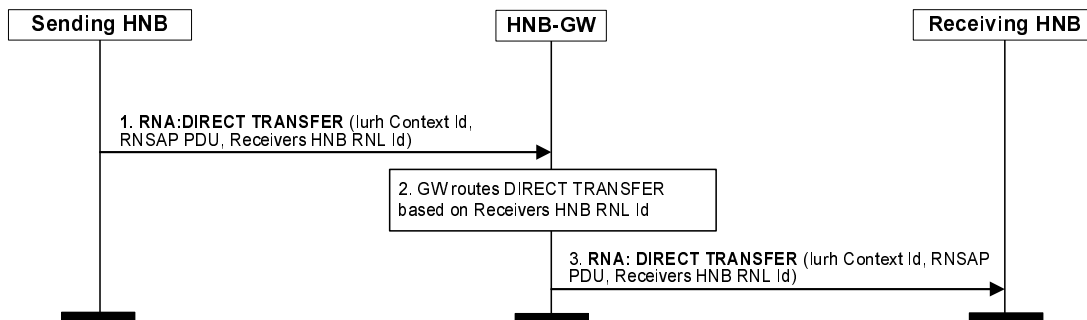 Sending HNB
HNB-GW
Receiving HNB
1. RNA:DIRECT TRANSFER (Iurh Context Id,
RNSAP PDU, Receivers HNB RNL Id)
2. GW routes DIRECT TRANSFER
based on Receivers HNB RNL Id
3. RNA: DIRECT TRANSFER (Iurh Context Id, RNSAP
PDU, Receivers HNB RNL Id)